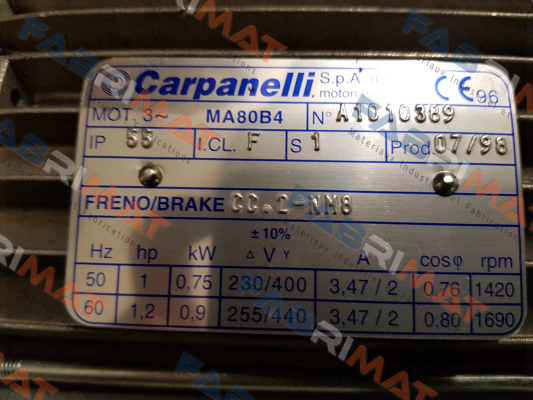 Carpanelli S.p.A.
motori
CE 96
MOT 3~ MA80B4 N° A1010389
IP 55 I.CL. F S 1 Prod. 07/98
FRENO/BRAKE CC.2-NM8
±10%
Hz hp kW Δ V Y A cosφ rpm
50 1 0,75 230/400 3,47/2 0,76 1420
60 1,2 0,9 255/440 3,47/2 0,80 1690
FABRIMAT